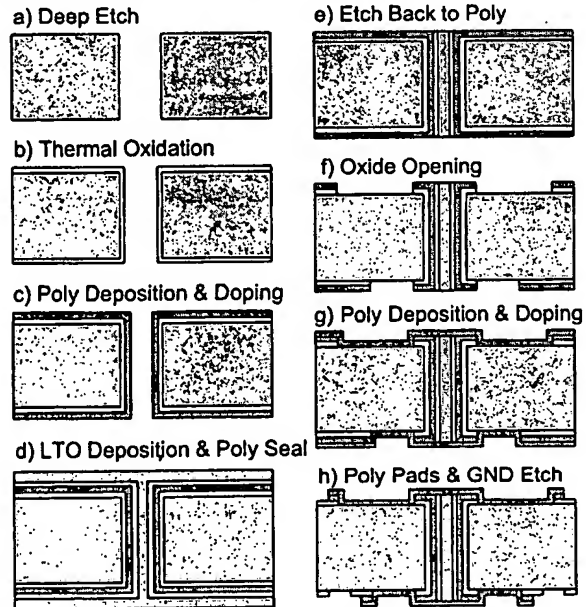 a) Deep Etch
b) Thermal Oxidation
c) Poly Deposition & Doping
d) LTO Deposition & Poly Seal
e) Etch Back to Poly
f) Oxide Opening
g) Poly Deposition & Doping
h) Poly Pads & GND Etch